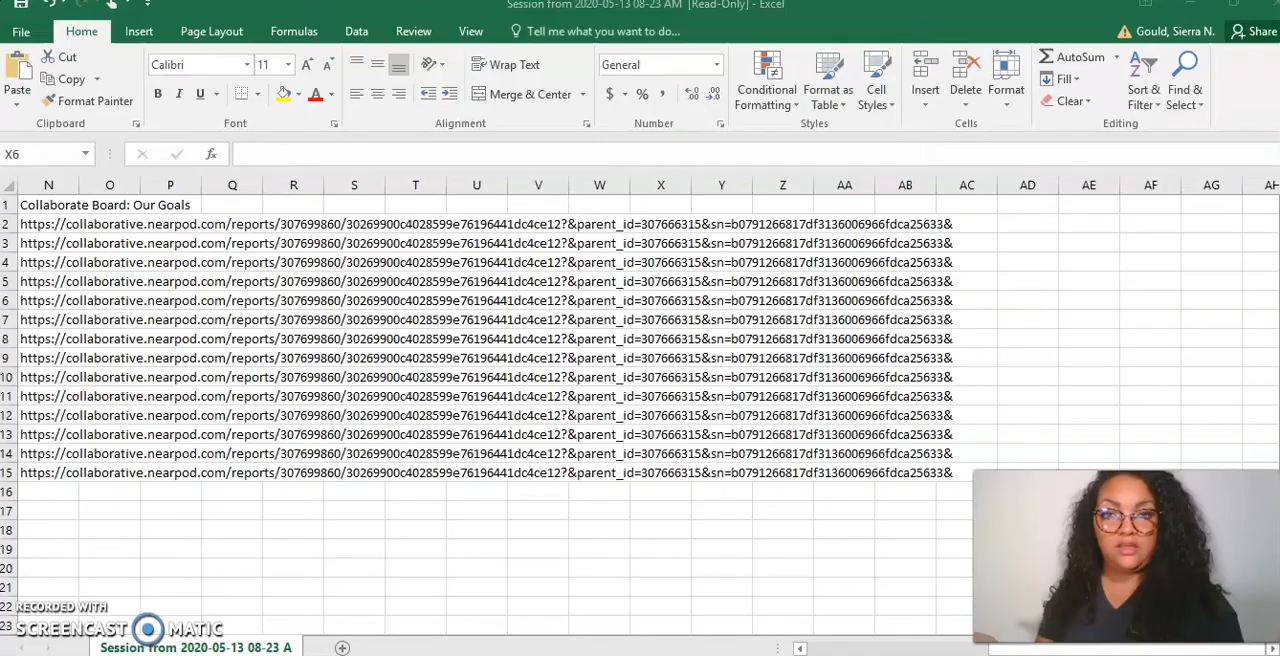 Session from 2020-05-13 08-23 AM [Read-Only] - Excel
File Home Insert Page Layout Formulas Data Review View Tell me what you want to do... Gould, Sierra N. Share
Paste Cut Copy Format Painter Clipboard
Calibri 11 A A B I U A Font
Wrap Text Merge & Center Alignment
General $ % , Number
Conditional Formatting Format as Table Cell Styles Styles
Insert Delete Format Cells
AutoSum Fill Clear Sort & Filter Find & Select Editing
X6 fx
N O P Q R S T U V W X Y Z AA AB AC AD AE AF AG AH
1 Collaborate Board: Our Goals
2 https://collaborative.nearpod.com/reports/307699860/30269900c4028599e76196441dc4ce12?&parent_id=307666315&sn=b0791266817df3136006966fdca25633&
3 https://collaborative.nearpod.com/reports/307699860/30269900c4028599e76196441dc4ce12?&parent_id=307666315&sn=b0791266817df3136006966fdca25633&
4 https://collaborative.nearpod.com/reports/307699860/30269900c4028599e76196441dc4ce12?&parent_id=307666315&sn=b0791266817df3136006966fdca25633&
5 https://collaborative.nearpod.com/reports/307699860/30269900c4028599e76196441dc4ce12?&parent_id=307666315&sn=b0791266817df3136006966fdca25633&
6 https://collaborative.nearpod.com/reports/307699860/30269900c4028599e76196441dc4ce12?&parent_id=307666315&sn=b0791266817df3136006966fdca25633&
7 https://collaborative.nearpod.com/reports/307699860/30269900c4028599e76196441dc4ce12?&parent_id=307666315&sn=b0791266817df3136006966fdca25633&
8 https://collaborative.nearpod.com/reports/307699860/30269900c4028599e76196441dc4ce12?&parent_id=307666315&sn=b0791266817df3136006966fdca25633&
9 https://collaborative.nearpod.com/reports/307699860/30269900c4028599e76196441dc4ce12?&parent_id=307666315&sn=b0791266817df3136006966fdca25633&
10 https://collaborative.nearpod.com/reports/307699860/30269900c4028599e76196441dc4ce12?&parent_id=307666315&sn=b0791266817df3136006966fdca25633&
11 https://collaborative.nearpod.com/reports/307699860/30269900c4028599e76196441dc4ce12?&parent_id=307666315&sn=b0791266817df3136006966fdca25633&
12 https://collaborative.nearpod.com/reports/307699860/30269900c4028599e76196441dc4ce12?&parent_id=307666315&sn=b0791266817df3136006966fdca25633&
13 https://collaborative.nearpod.com/reports/307699860/30269900c4028599e76196441dc4ce12?&parent_id=307666315&sn=b0791266817df3136006966fdca25633&
14 https://collaborative.nearpod.com/reports/307699860/30269900c4028599e76196441dc4ce12?&parent_id=307666315&sn=b0791266817df3136006966fdca25633&
15 https://collaborative.nearpod.com/reports/307699860/30269900c4028599e76196441dc4ce12?&parent_id=307666315&sn=b0791266817df3136006966fdca25633&
16
17
18
19
20
21
22
23
RECORDED WITH
SCREENCAST MATIC
Session from 2020-05-13 08-23 A